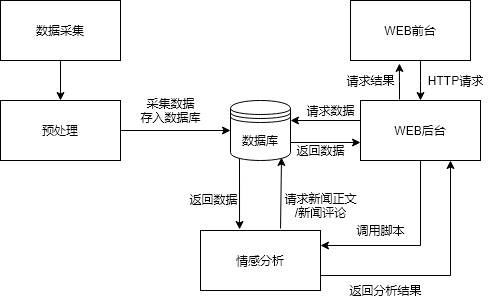 数据采集
WEB前台
请求结果
HTTP请求
预处理
采集数据
存入数据库
数据库
请求数据
返回数据
WEB后台
返回数据
请求新闻正文
/新闻评论
调用脚本
情感分析
返回分析结果